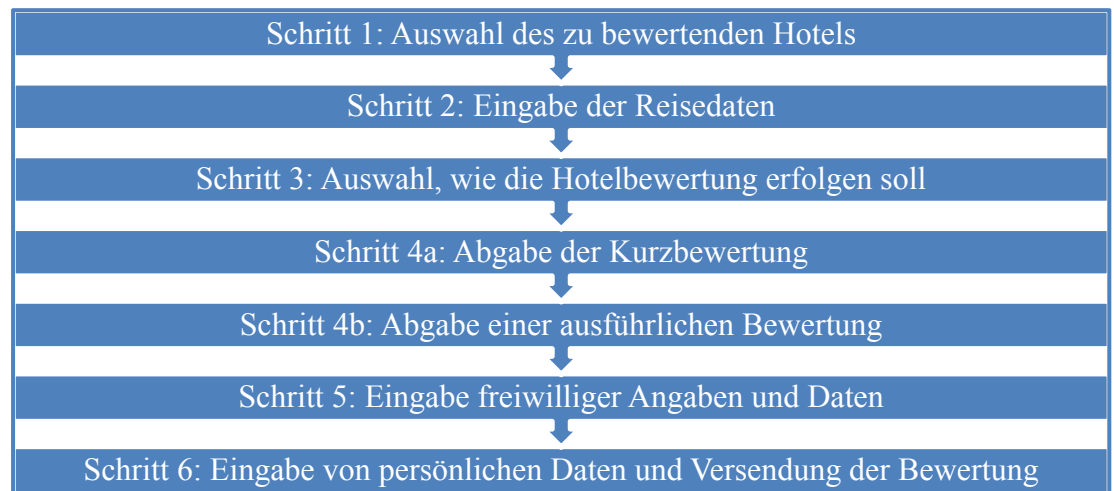 Schritt 1: Auswahl des zu bewertenden Hotels
Schritt 2: Eingabe der Reisedaten
Schritt 3: Auswahl, wie die Hotelbewertung erfolgen soll
Schritt 4a: Abgabe der Kurzbewertung
Schritt 4b: Abgabe einer ausführlichen Bewertung
Schritt 5: Eingabe freiwilliger Angaben und Daten
Schritt 6: Eingabe von persönlichen Daten und Versendung der Bewertung